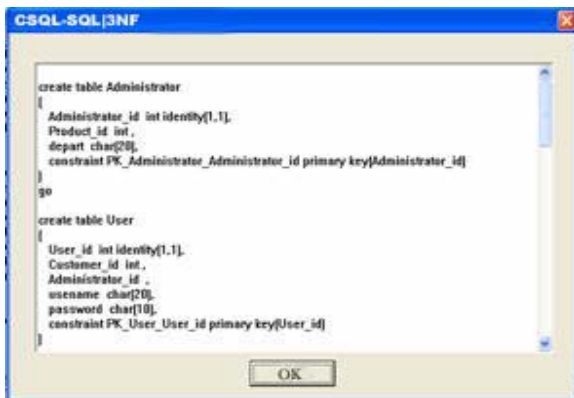 CSQL-SQL|3NF
create table Administrator
(
Administrator_id int identity(1,1),
Product_id int ,
depart char(20),
constraint PK_Administrator_Administrator_id primary key(Administrator_id)
)
go
create table User
(
User_id int identity(1,1),
Customer_id int ,
Administrator_id ,
usename char(20),
password char(10),
constraint PK_User_User_id primary key(User_id)
)
OK